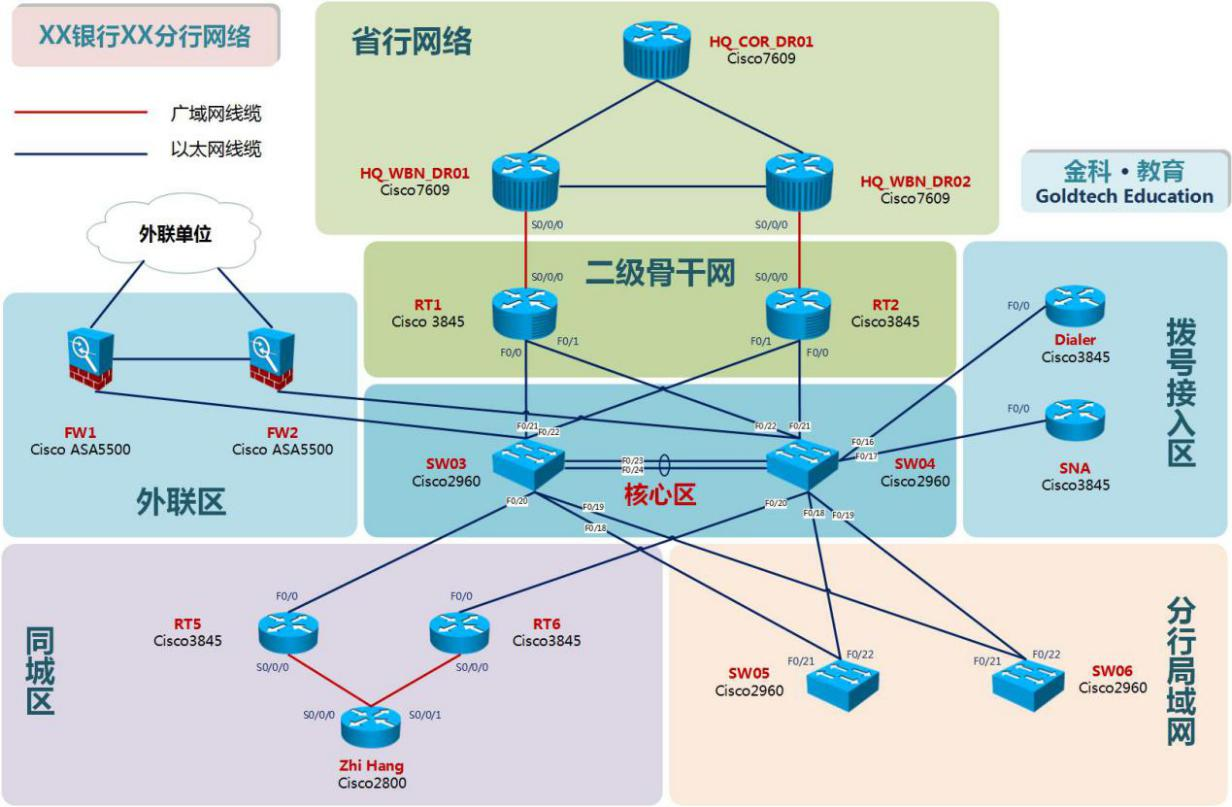 XX银行XX分行网络
广域网线缆
以太网线缆
省行网络
HQ_COR_DR01
Cisco7609
HQ_WBN_DR01
Cisco7609
HQ_WBN_DR02
Cisco7609
S0/0/0
S0/0/0
金科·教育
Goldtech Education
外联单位
二级骨干网
S0/0/0
S0/0/0
RT1
Cisco 3845
RT2
Cisco3845
F0/0
F0/1
F0/1
F0/0
拨号接入区
F0/0
Dialer
Cisco3845
F0/0
SNA
Cisco3845
FW1
Cisco ASA5500
FW2
Cisco ASA5500
外联区
F0/21
F0/22
F0/22
F0/21
F0/16
F0/17
SW03
Cisco2960
F0/23
F0/24
SW04
Cisco2960
核心区
F0/20
F0/19
F0/18
F0/20
F0/18
F0/19
同城区
F0/0
F0/0
RT5
Cisco3845
RT6
Cisco3845
S0/0/0
S0/0/0
S0/0/0
S0/0/1
Zhi Hang
Cisco2800
分行局域网
F0/21
F0/22
SW05
Cisco2960
F0/21
F0/22
SW06
Cisco2960